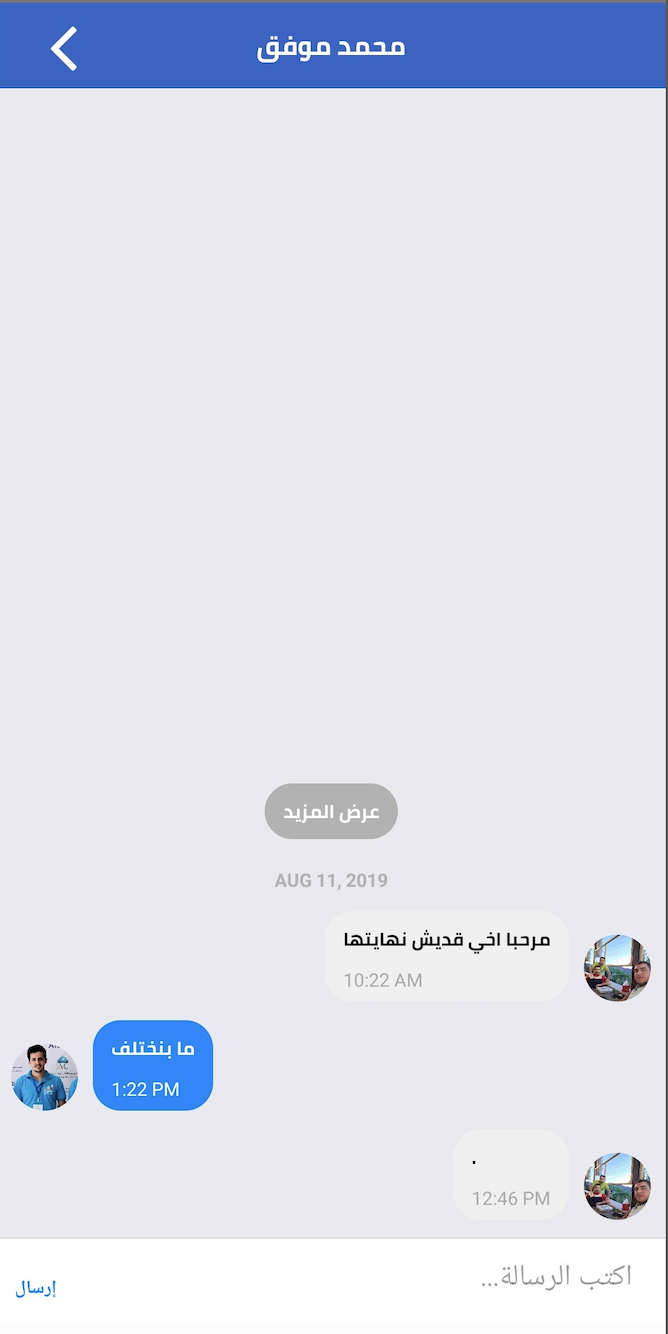 محمد موفق
عرض المزيد
AUG 11, 2019
مرحبا اخي قديش نهايتها
10:22 AM
ما بنختلف
1:22 PM
.
12:46 PM
اكتب الرسالة...
إرسال